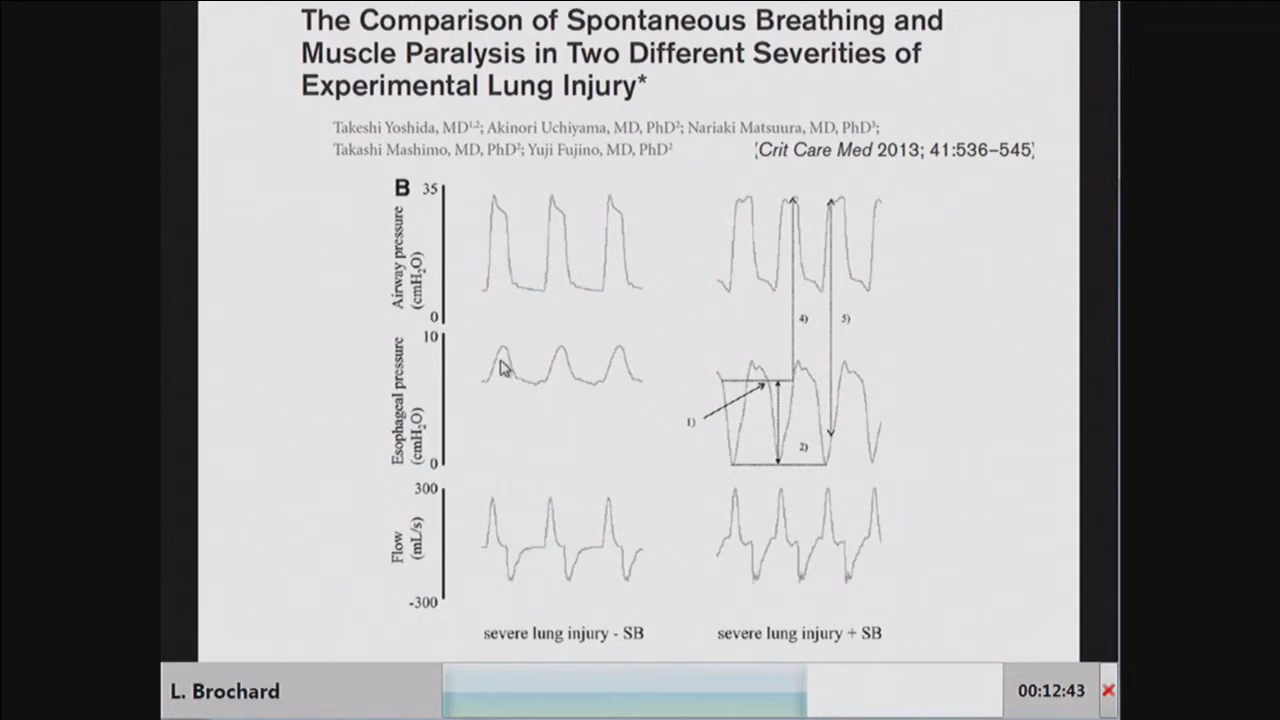 The Comparison of Spontaneous Breathing and
Muscle Paralysis in Two Different Severities of
Experimental Lung Injury*
Takeshi Yoshida, MD1,2; Akinori Uchiyama, MD, PhD2; Nariaki Matsuura, MD, PhD3;
Takashi Mashimo, MD, PhD2; Yuji Fujino, MD, PhD2
(Crit Care Med 2013; 41:536–545)
B
35
Airway pressure
(cmH2O)
0
4)
5)
10
Esophageal pressure
(cmH2O)
0
1)
2)
300
Flow
(mL/s)
-300
severe lung injury - SB
severe lung injury + SB
L. Brochard
00:12:43